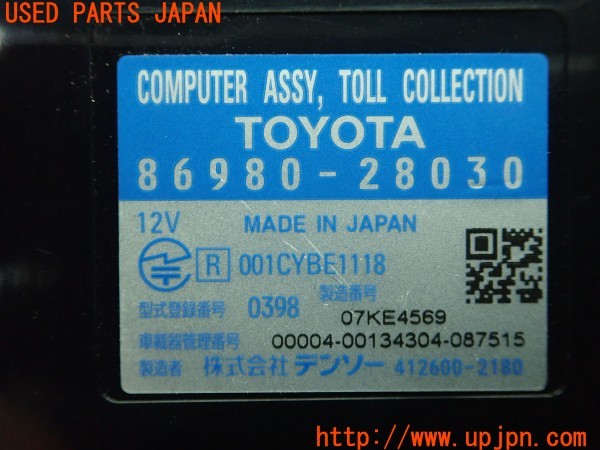 USED PARTS JAPAN
COMPUTER ASSY, TOLL COLLECTION
TOYOTA
86980-28030
12V MADE IN JAPAN
R 001CYBE1118
型式登録番号 0398 製造番号 07KE4569
車載器管理番号 00004-00134304-087515
製造者 株式会社 デンソー 412600-2180
http://www.upjpn.com